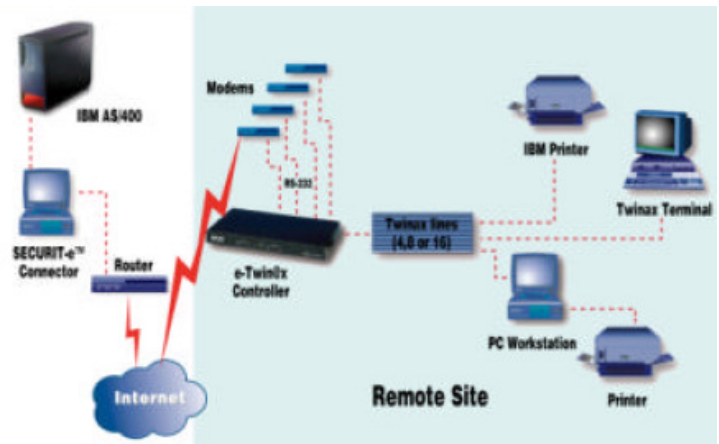 IBM AS/400
SECURIT-e™
Connector
Router
Internet
Modems
RS-232
e-Twin@x
Controller
Twinax lines
(4,8 or 16)
IBM Printer
Twinax Terminal
PC Workstation
Printer
Remote Site